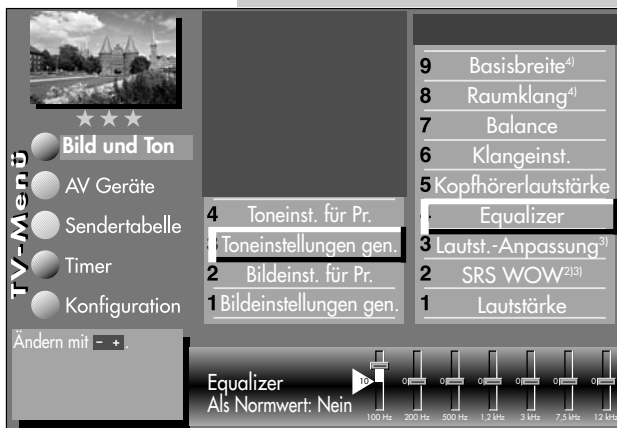 TV-Menü
Bild und Ton
AV Geräte
Sendertabelle
Timer
Konfiguration
4 Toneinst. für Pr.
3 Toneinstellungen gen.
2 Bildeinst. für Pr.
1 Bildeinstellungen gen.
9 Basisbreite4)
8 Raumklang4)
7 Balance
6 Klangeinst.
5 Kopfhörerlautstärke
4 Equalizer
3 Lautst.-Anpassung3)
2 SRS WOW2)3)
1 Lautstärke
Ändern mit - + .
Equalizer
Als Normwert: Nein
10 0 0 0 0 0 0
100 Hz 200 Hz 500 Hz 1,2 kHz 3 kHz 7,5 kHz 12 kHz